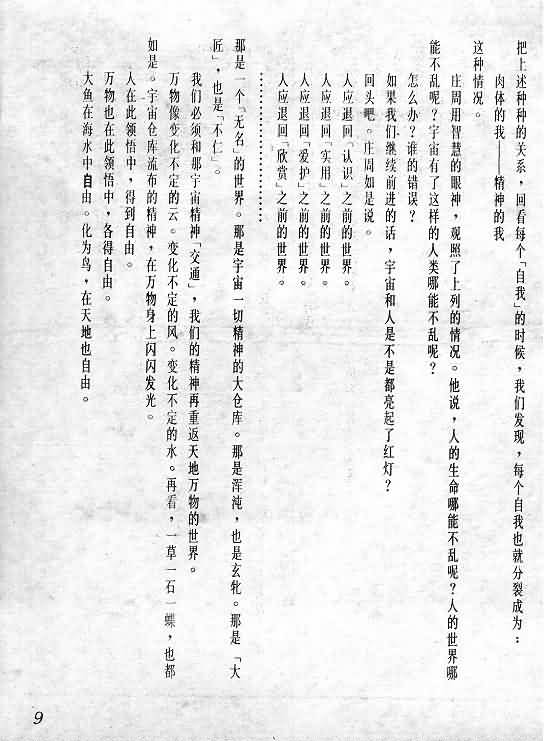 把上述种种的关系，回看每个「自我」的时候，我们发现，每个自我也就分裂成为：
肉体的我——精神的我
这种情况。
庄周用智慧的眼神，观照了上列的情况。他说，人的生命哪能不乱呢？人的世界哪
能不乱呢？宇宙有了这样的人类哪能不乱呢？
怎么办？谁的错误？
如果我们继续前进的话，宇宙和人是不是都亮起了红灯？
回头吧。庄周如是说。
人应退回「认识」之前的世界。
人应退回「实用」之前的世界。
人应退回「爱护」之前的世界。
人应退回「欣赏」之前的世界。
………………………………
那是一个「无名」的世界。那是宇宙一切精神的大仓库。那是浑沌，也是玄牝。那是「大
匠」，也是「不仁」。
我们必须和那宇宙精神「交通」，我们的精神再重返天地万物的世界。
万物像变化不定的云。变化不定的风。变化不定的水。再看，一草一石一蝶，也都
如是。宇宙仓库流布的精神，在万物身上闪闪发光。
人在此领悟中，得到自由。
万物也在此领悟中，各得自由。
大鱼在海水中自由。化为鸟，在天地也自由。
9